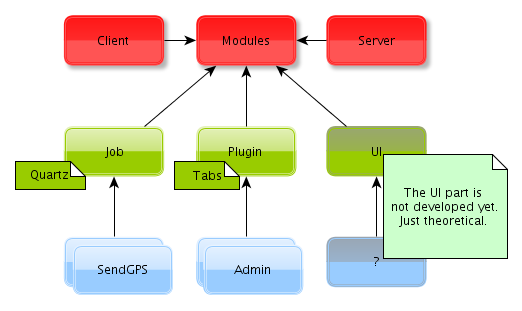 Client
Modules
Server
Job
Plugin
UI
Quartz
Tabs
The UI part is
not developed yet.
Just theoretical.
SendGPS
Admin
?